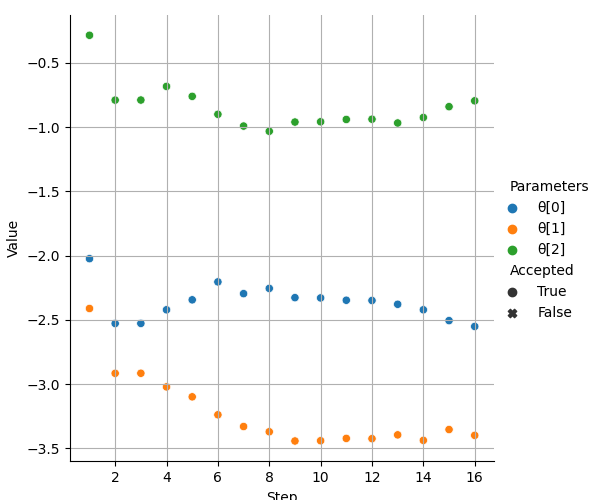 −0.5
−1.0
−1.5
−2.0
−2.5
−3.0
−3.5
Value
2 4 6 8 10 12 14 16
Step
Parameters
θ[0]
θ[1]
θ[2]
Accepted
True
False